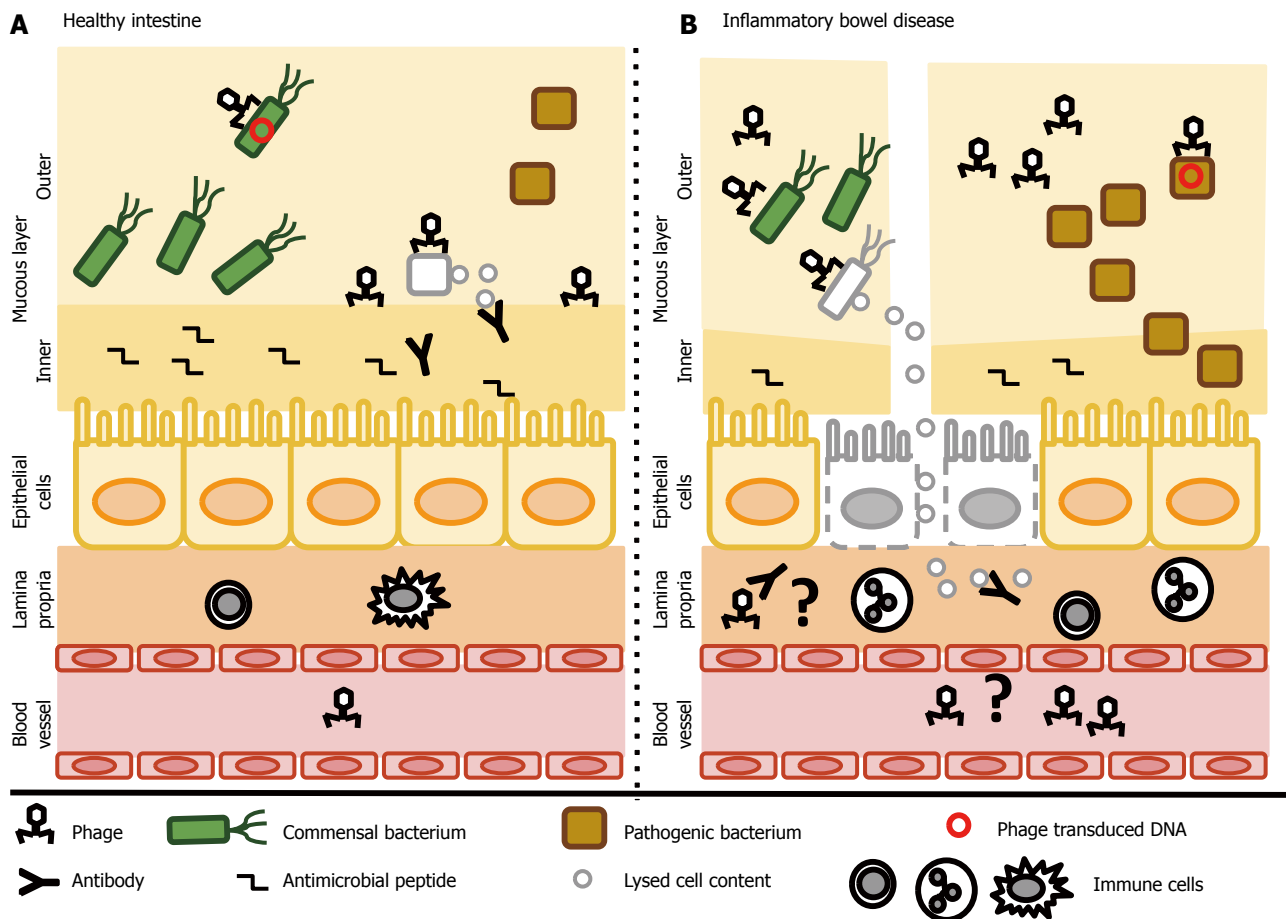 A
Healthy intestine
B
Inflammatory bowel disease
Mucous layer
Outer
Inner
Epithelial
cells
Lamina
propria
Blood
vessel
Mucous layer
Outer
Inner
Epithelial
cells
Lamina
propria
Blood
vessel
?
?
Phage
Commensal bacterium
Pathogenic bacterium
Phage transduced DNA
Antibody
Antimicrobial peptide
Lysed cell content
Immune cells